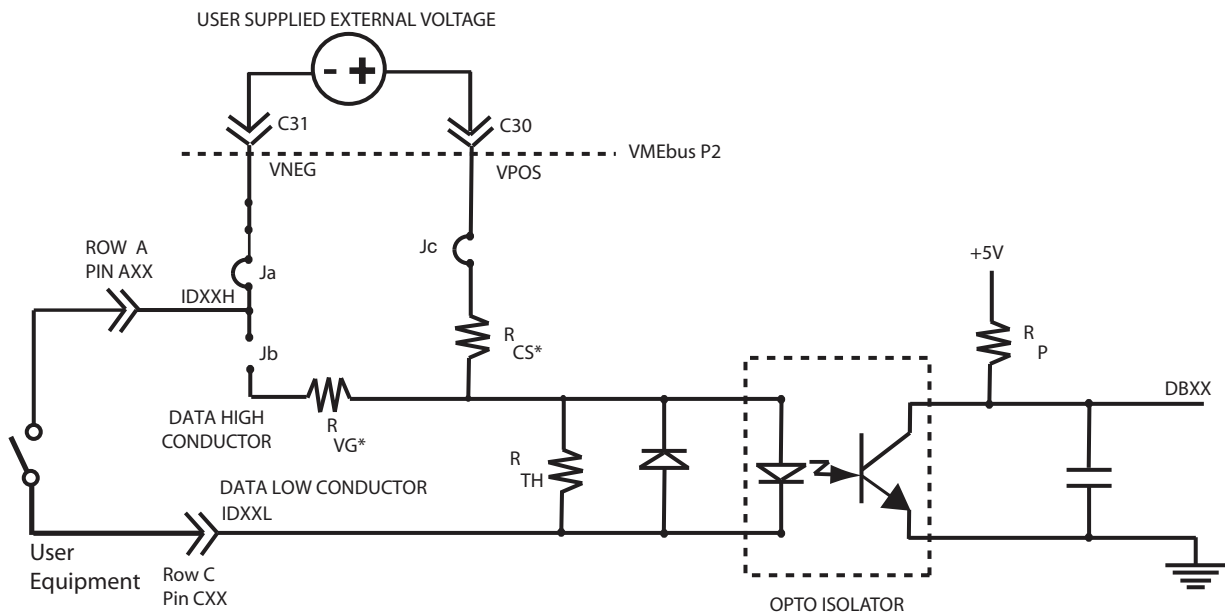 USER SUPPLIED EXTERNAL VOLTAGE
- +
C31
C30
VMEbus P2
VNEG
VPOS
ROW A
PIN AXX
Ja
Jc
+5V
IDXXH
R
CS*
R
P
Jb
DBXX
DATA HIGH
CONDUCTOR
R
VG*
R
TH
DATA LOW CONDUCTOR
IDXXL
User
Equipment
Row C
Pin CXX
OPTO ISOLATOR